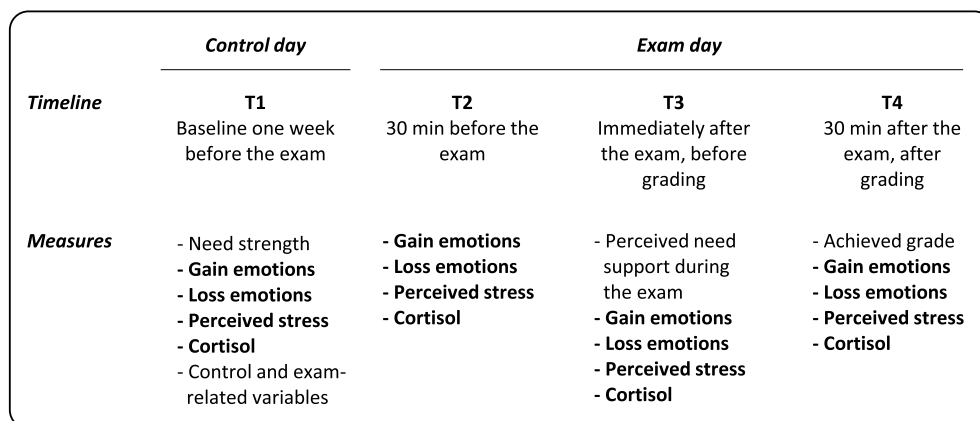 Control day
Exam day
Timeline
T1
Baseline one week
before the exam
T2
30 min before the
exam
T3
Immediately after
the exam, before
grading
T4
30 min after the
exam, after
grading
Measures
- Need strength
- Gain emotions
- Loss emotions
- Perceived stress
- Cortisol
- Control and exam-
related variables
- Gain emotions
- Loss emotions
- Perceived stress
- Cortisol
- Perceived need
support during
the exam
- Gain emotions
- Loss emotions
- Perceived stress
- Cortisol
- Achieved grade
- Gain emotions
- Loss emotions
- Perceived stress
- Cortisol